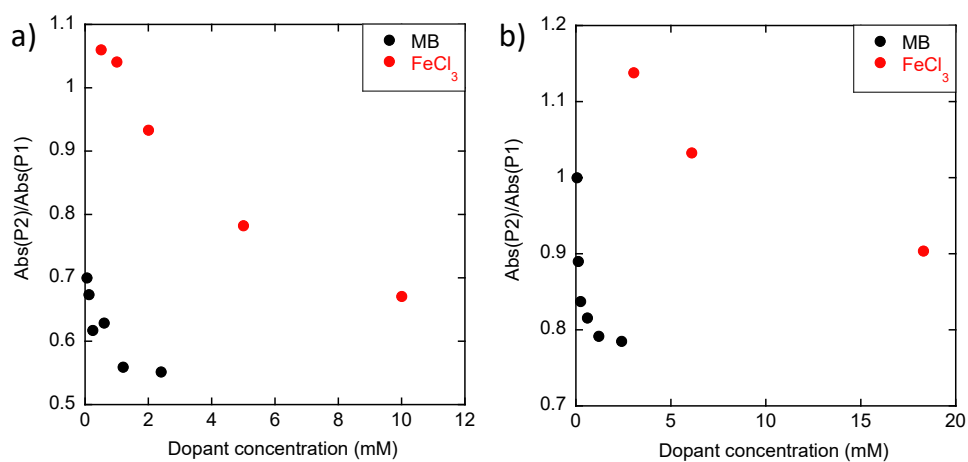 a)
MB
FeCl3
1.1
1
0.9
0.8
0.7
0.6
0.5
0 2 4 6 8 10 12
Abs(P2)/Abs(P1)
Dopant concentration (mM)
b)
MB
FeCl3
1.2
1.1
1
0.9
0.8
0.7
0 5 10 15 20
Abs(P2)/Abs(P1)
Dopant concentration (mM)